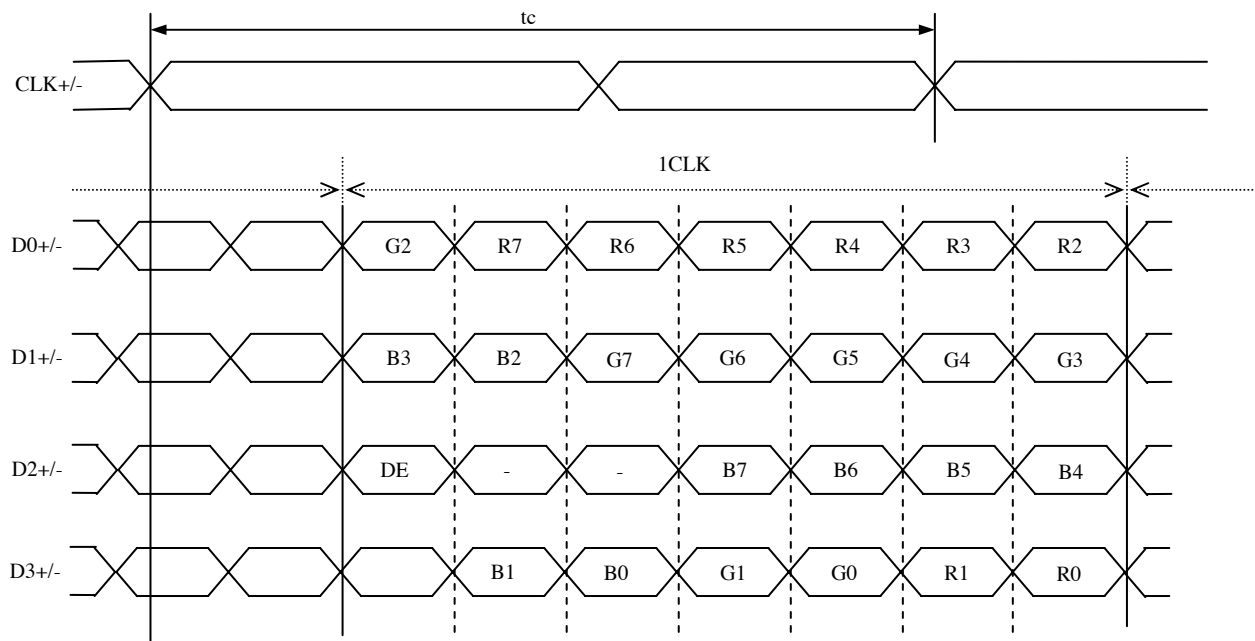 tc
CLK+/-
1CLK
D0+/- G2 R7 R6 R5 R4 R3 R2
D1+/- B3 B2 G7 G6 G5 G4 G3
D2+/- DE - - B7 B6 B5 B4
D3+/- B1 B0 G1 G0 R1 R0